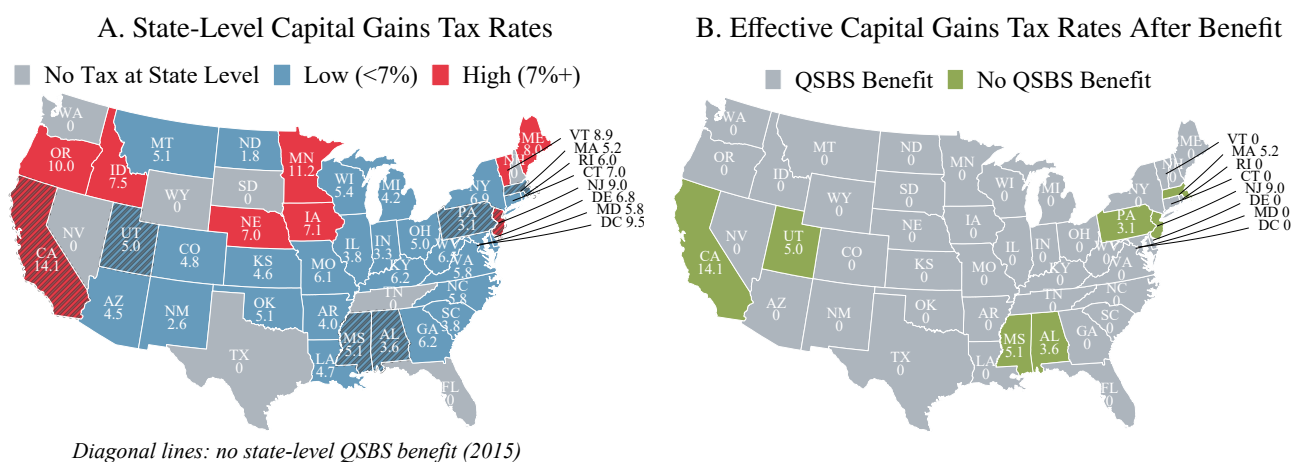 A. State-Level Capital Gains Tax Rates
No Tax at State Level
Low (<7%)
High (7%+)
WA
0
OR
10.0
ID
7.5
MT
5.1
ND
1.8
MN
11.2
WY
0
SD
0
NE
7.0
IA
7.1
WI
5.4
MI
4.2
NY
6.9
ME
8.0
VT 8.9
MA 5.2
RI 6.0
CT 7.0
NJ 9.0
DE 6.8
MD 5.8
DC 9.5
CA
14.1
NV
0
UT
5.0
CO
4.8
KS
4.6
MO
6.1
IL
3.8
IN
3.3
OH
5.0
PA
3.1
KY
6.2
VA
5.8
AZ
4.5
NM
2.6
OK
5.1
AR
4.0
TN
0
NC
5.8
SC
3.8
TX
0
LA
4.7
MS
5.1
AL
3.6
GA
6.2
FL
0
Diagonal lines: no state-level QSBS benefit (2015)
B. Effective Capital Gains Tax Rates After Benefit
QSBS Benefit
No QSBS Benefit
WA
0
OR
0
ID
0
MT
0
ND
0
MN
0
WY
0
SD
0
NE
0
IA
0
WI
0
MI
0
NY
0
ME
0
VT 0
MA 5.2
RI 0
CT 0
NJ 9.0
DE 0
MD 0
DC 0
CA
14.1
NV
0
UT
5.0
CO
0
KS
0
MO
0
IL
0
IN
0
OH
0
PA
3.1
KY
0
VA
0
AZ
0
NM
0
OK
0
AR
0
TN
0
NC
0
SC
0
TX
0
LA
0
MS
5.1
AL
3.6
GA
0
FL
0